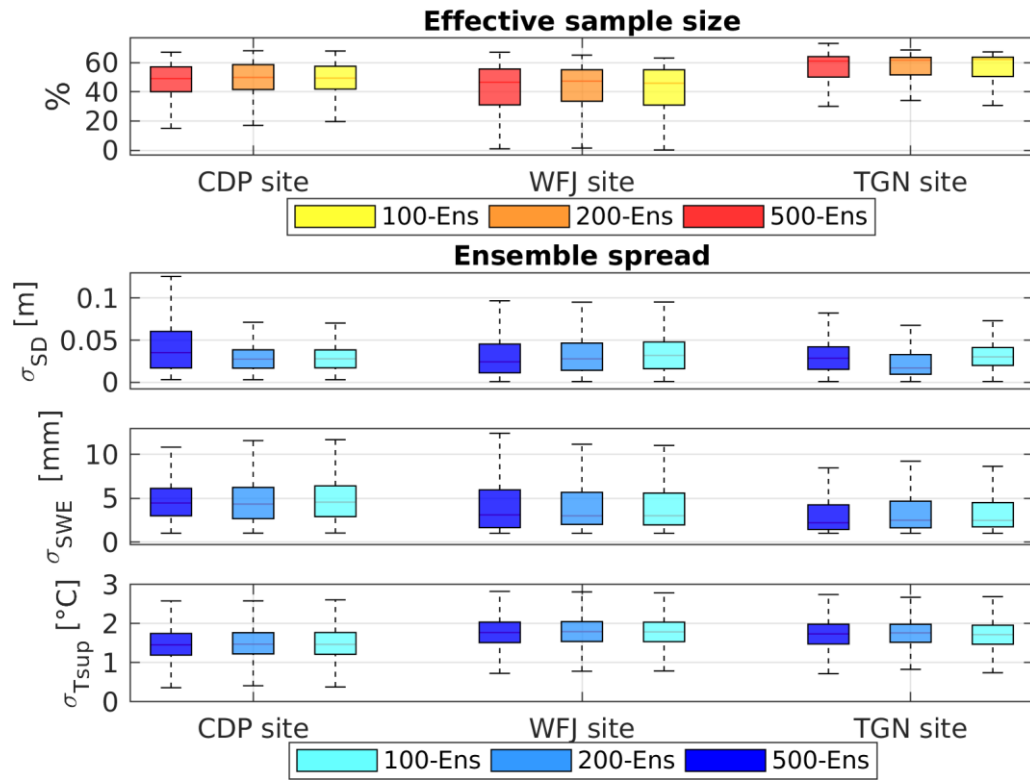 Effective sample size
%
60
40
20
0
CDP site WFJ site TGN site
100-Ens 200-Ens 500-Ens
Ensemble spread
σSD [m]
0.1
0.05
0
σSWE [mm]
10
5
0
σTsup [°C]
3
2
1
0
CDP site WFJ site TGN site
100-Ens 200-Ens 500-Ens